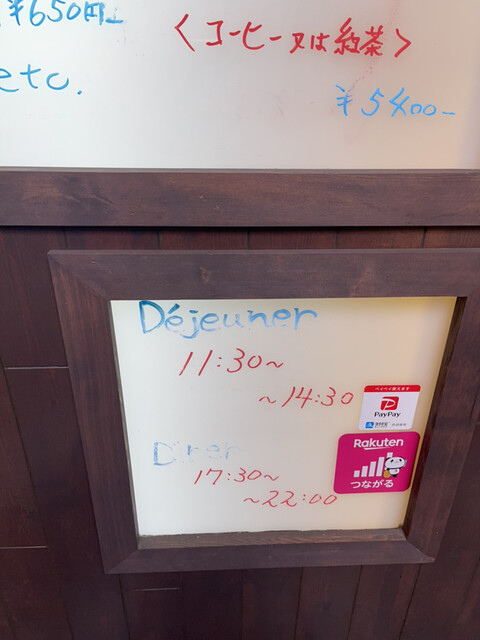 ¥650円
〈コーヒー又は紅茶〉
etc.
¥5400-
Déjeuner
11:30〜
〜14:30
PayPay
Rakuten
つながる
Dîner
17:30〜
〜22:00